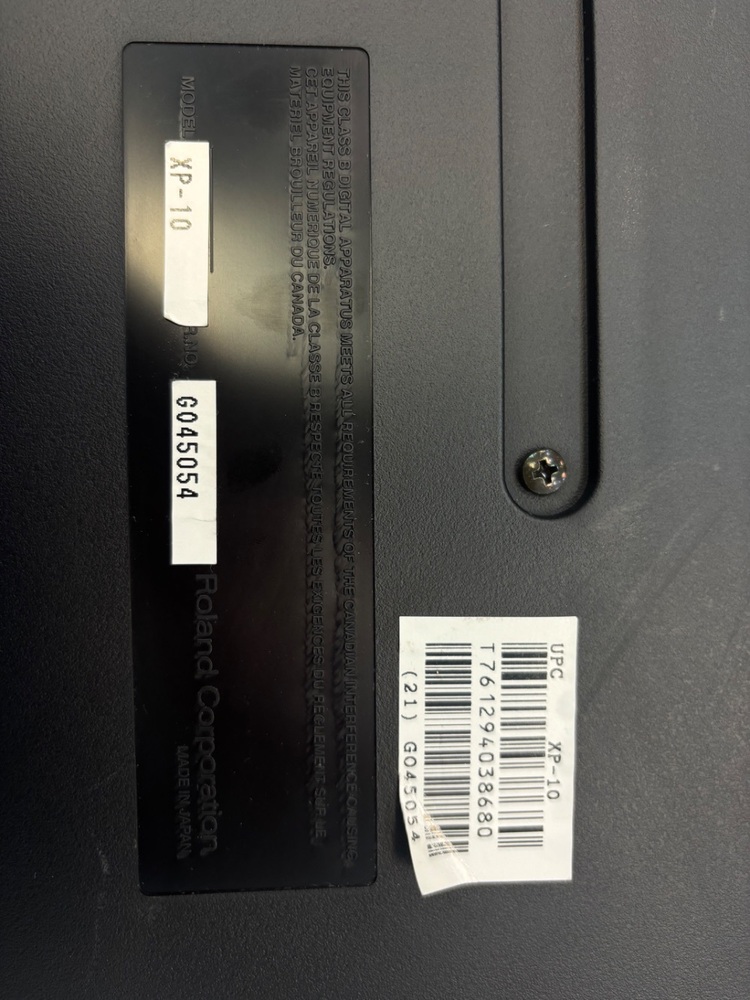 THIS CLASS B DIGITAL APPARATUS MEETS ALL REQUIREMENTS OF THE CANADIAN INTERFERENCE-CAUSING
EQUIPMENT REGULATIONS.
CET APPAREIL NUMERIQUE DE LA CLASSE B RESPECTE TOUTES LES EXIGENCES DU REGLEMENT SUR LE
MATERIEL BROUILLEUR DU CANADA.
MODEL XP-10
G045054
Roland Corporation
MADE IN JAPAN
UPC XP-10
T761294038680
(21) G045054